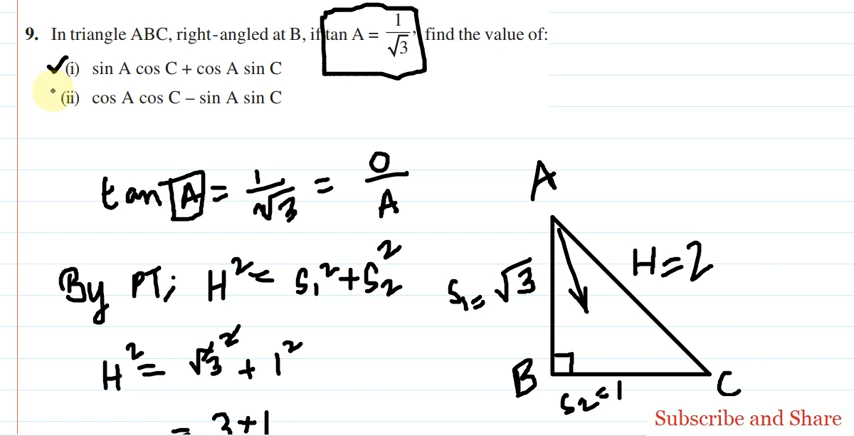 9. In triangle ABC, right-angled at B, if tan A = 1/√3, find the value of:
(i) sin A cos C + cos A sin C
(ii) cos A cos C – sin A sin C
tan A = 1/√3 = O/A
By PT; H² = S₁² + S₂²
H² = √3² + 1²
= 3+1
A
S₁ = √3
H = 2
B
S₂ = 1
C
Subscribe and Share